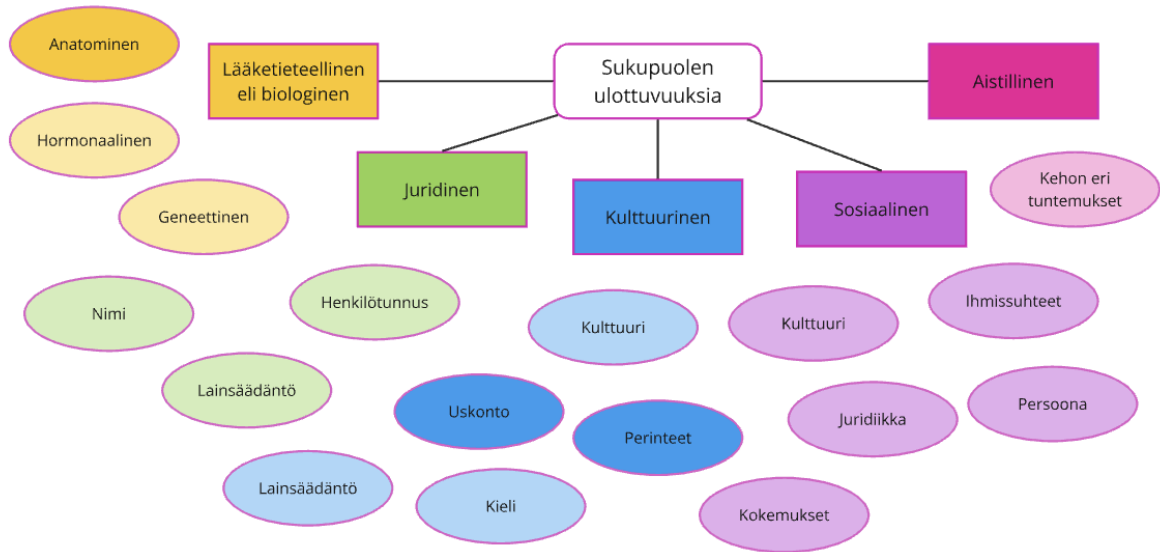 Anatominen
Lääketieteellinen
eli biologinen
Sukupuolen
ulottuvuuksia
Aistillinen
Hormonaalinen
Juridinen
Kulttuurinen
Sosiaalinen
Kehon eri
tuntemukset
Geneettinen
Nimi
Henkilötunnus
Kulttuuri
Kulttuuri
Ihmissuhteet
Lainsäädäntö
Uskonto
Perinteet
Juridiikka
Persoona
Lainsäädäntö
Kieli
Kokemukset